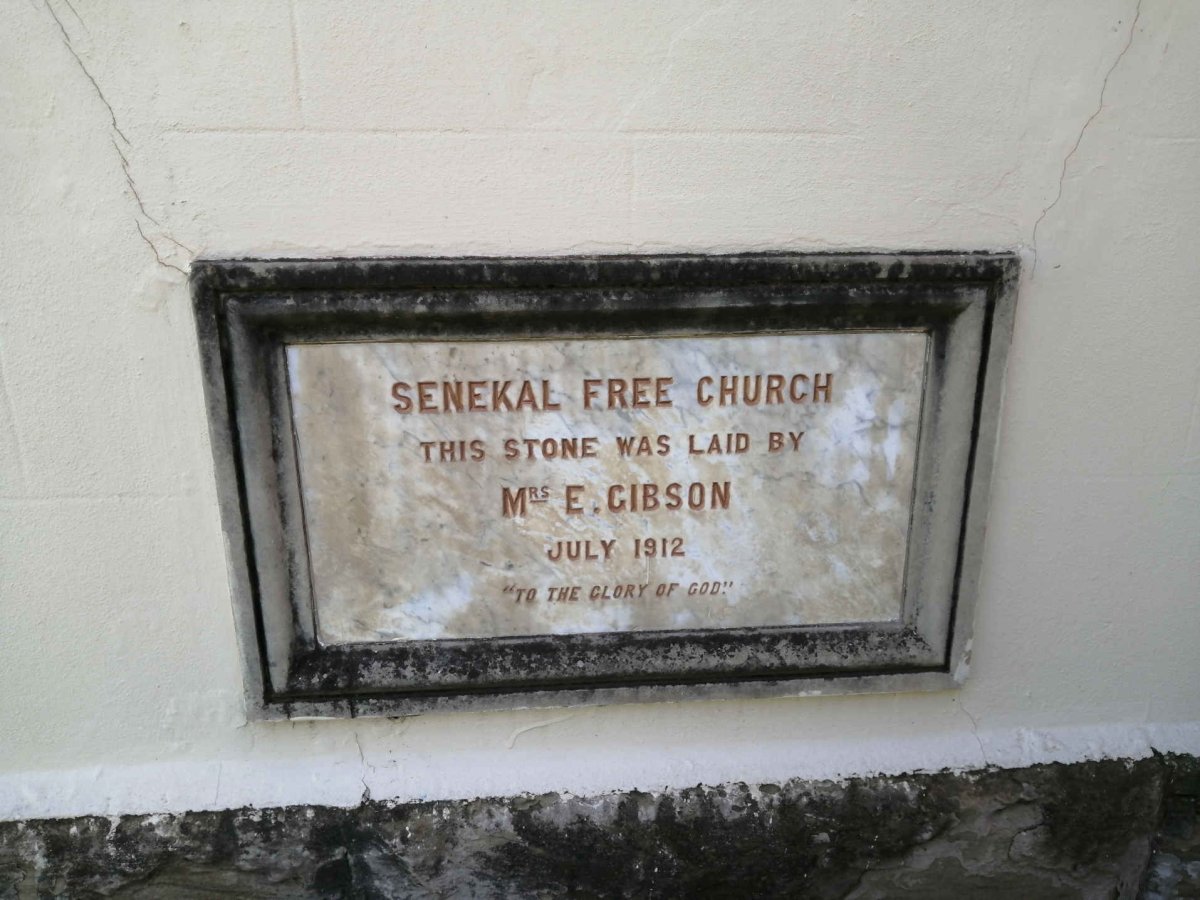 SENEKAL FREE CHURCH
THIS STONE WAS LAID BY
MRS E. GIBSON
JULY 1912
"TO THE GLORY OF GOD."